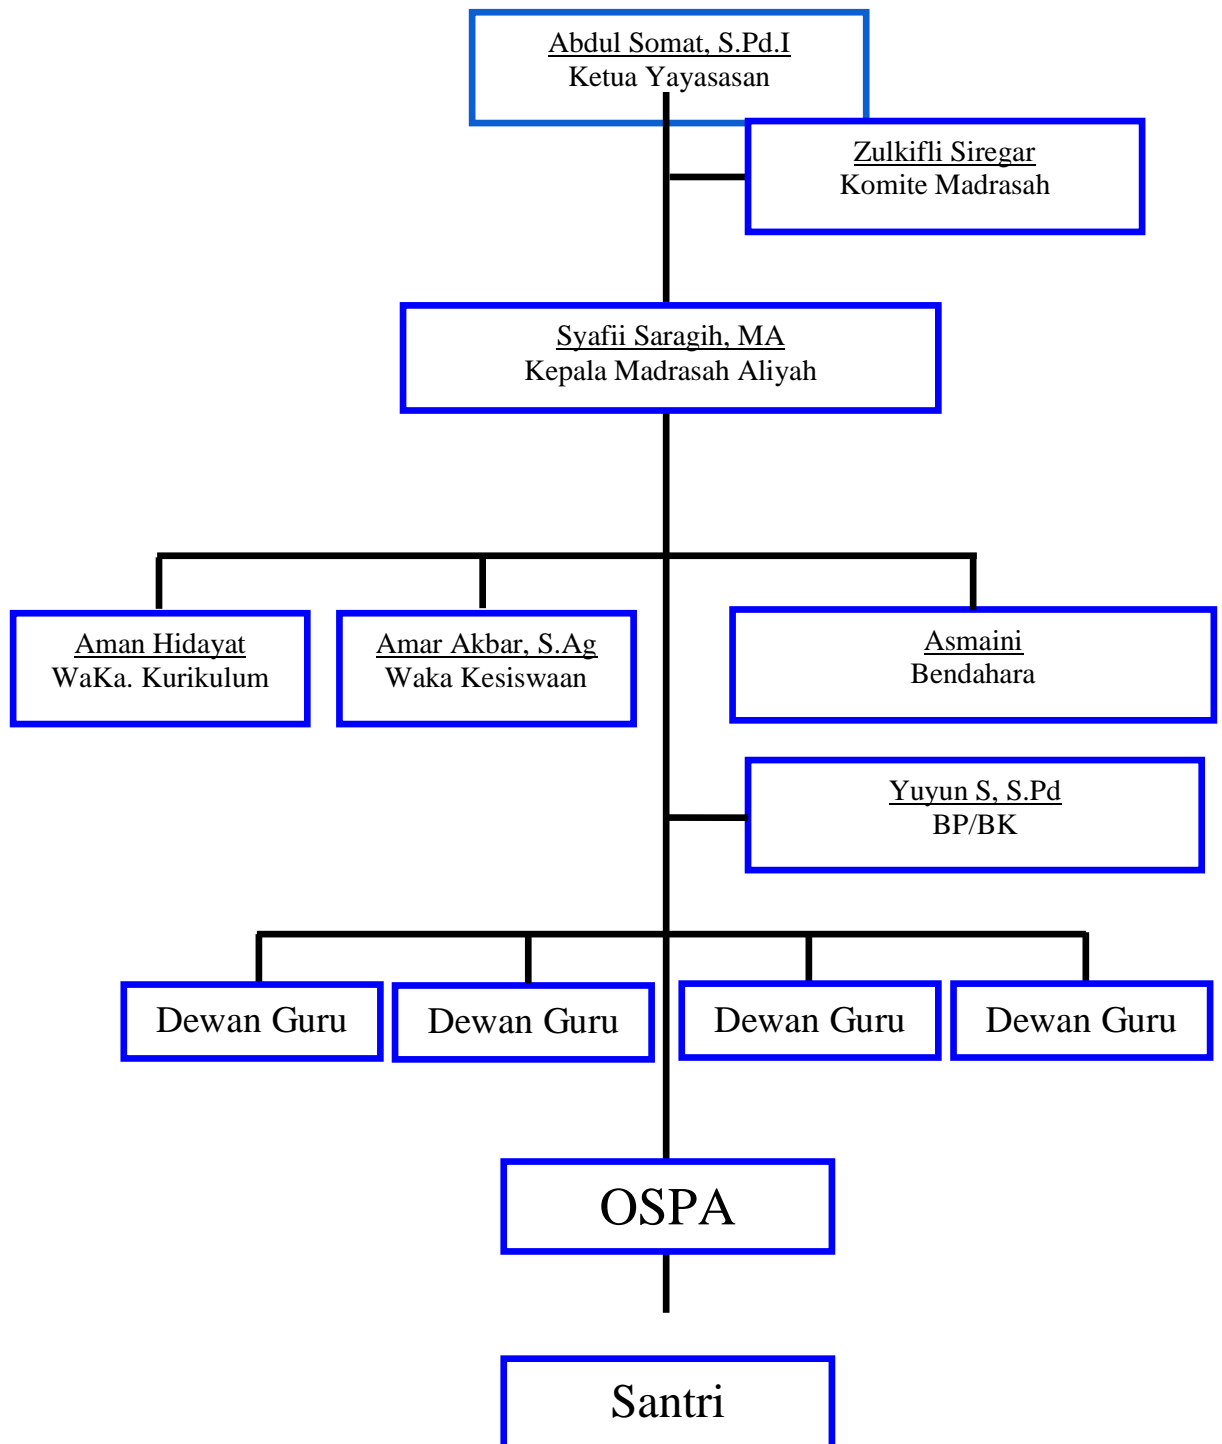 Abdul Somat, S.Pd.I
Ketua Yayasasan
Zulkifli Siregar
Komite Madrasah
Syafii Saragih, MA
Kepala Madrasah Aliyah
Aman Hidayat
WaKa. Kurikulum
Amar Akbar, S.Ag
Waka Kesiswaan
Asmaini
Bendahara
Yuyun S, S.Pd
BP/BK
Dewan Guru
Dewan Guru
Dewan Guru
Dewan Guru
OSPA
Santri